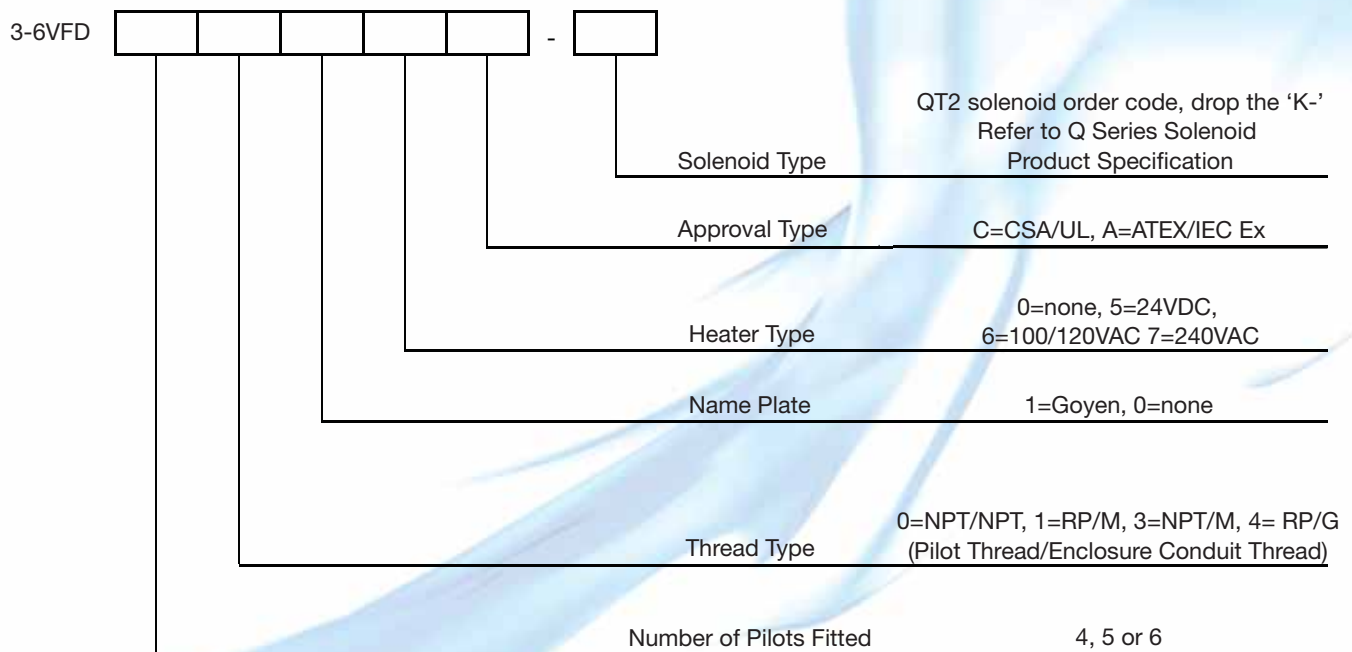 3-6VFD -
QT2 solenoid order code, drop the ‘K-’
Refer to Q Series Solenoid
Solenoid Type Product Specification
Approval Type C=CSA/UL, A=ATEX/IEC Ex
0=none, 5=24VDC,
Heater Type 6=100/120VAC 7=240VAC
Name Plate 1=Goyen, 0=none
0=NPT/NPT, 1=RP/M, 3=NPT/M, 4= RP/G
Thread Type (Pilot Thread/Enclosure Conduit Thread)
Number of Pilots Fitted 4, 5 or 6